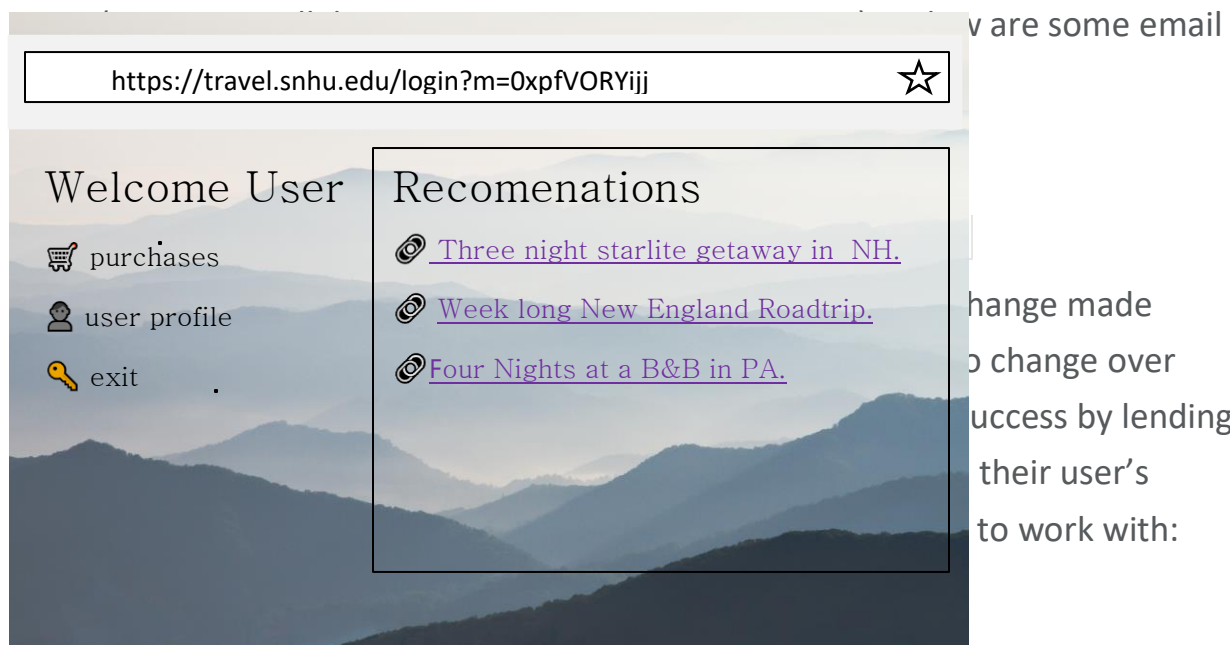 are some email
https://travel.snhu.edu/login?m=0xpfVORYijj
Welcome User
purchases
user profile
exit
Recomenations
Three night starlite getaway in NH.
Week long New England Roadtrip.
Four Nights at a B&B in PA.
made
change over
by lending
their user’s
to work with: